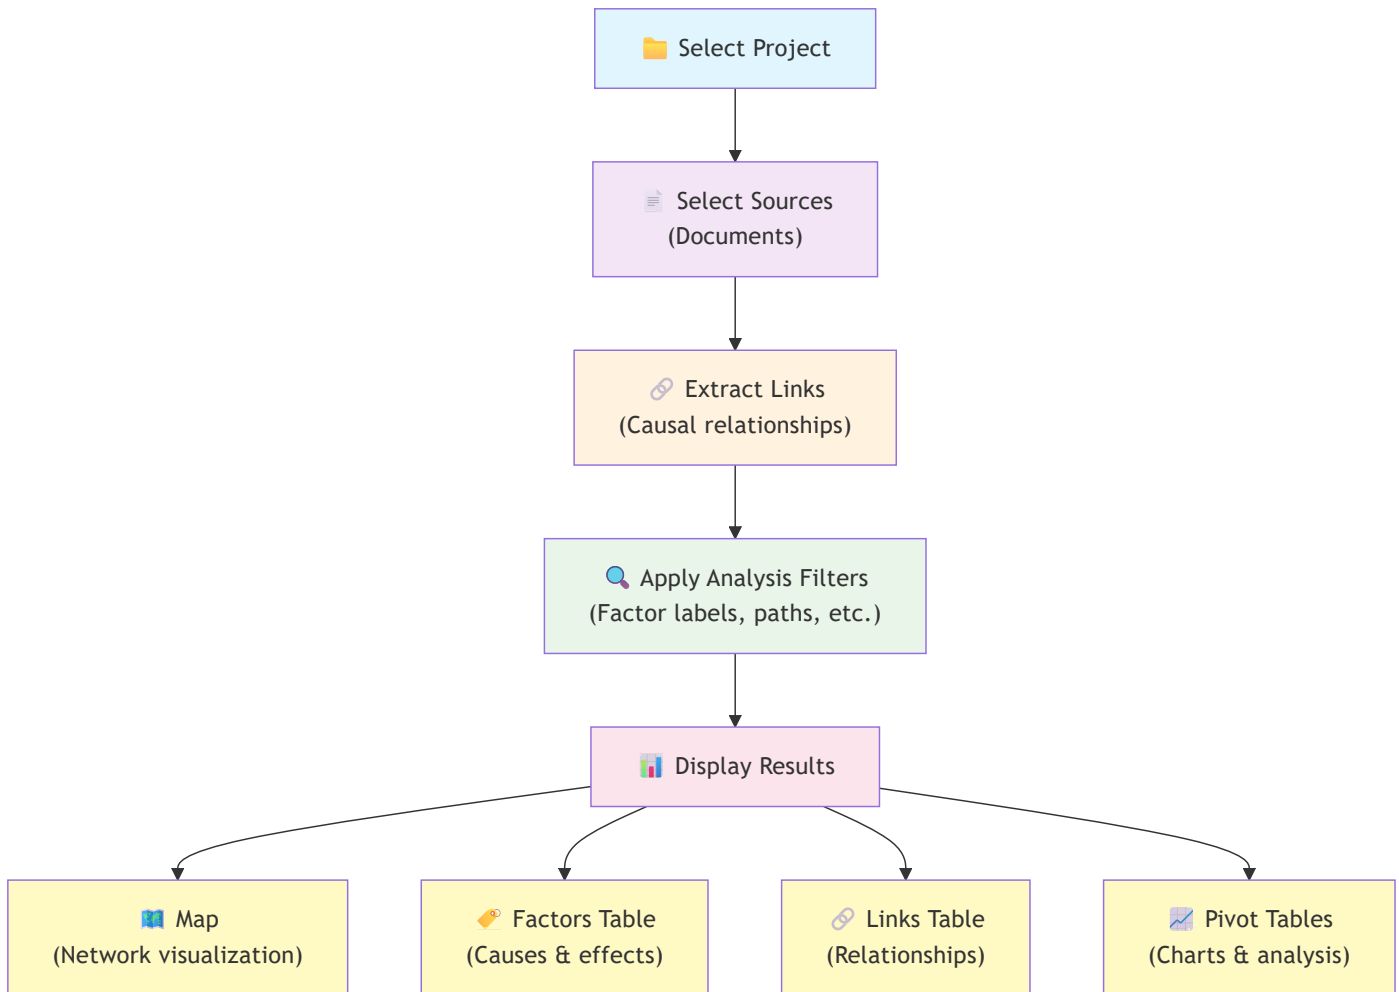 Select Project
Select Sources
(Documents)
Extract Links
(Causal relationships)
Apply Analysis Filters
(Factor labels, paths, etc.)
Display Results
Map
(Network visualization)
Factors Table
(Causes & effects)
Links Table
(Relationships)
Pivot Tables
(Charts & analysis)